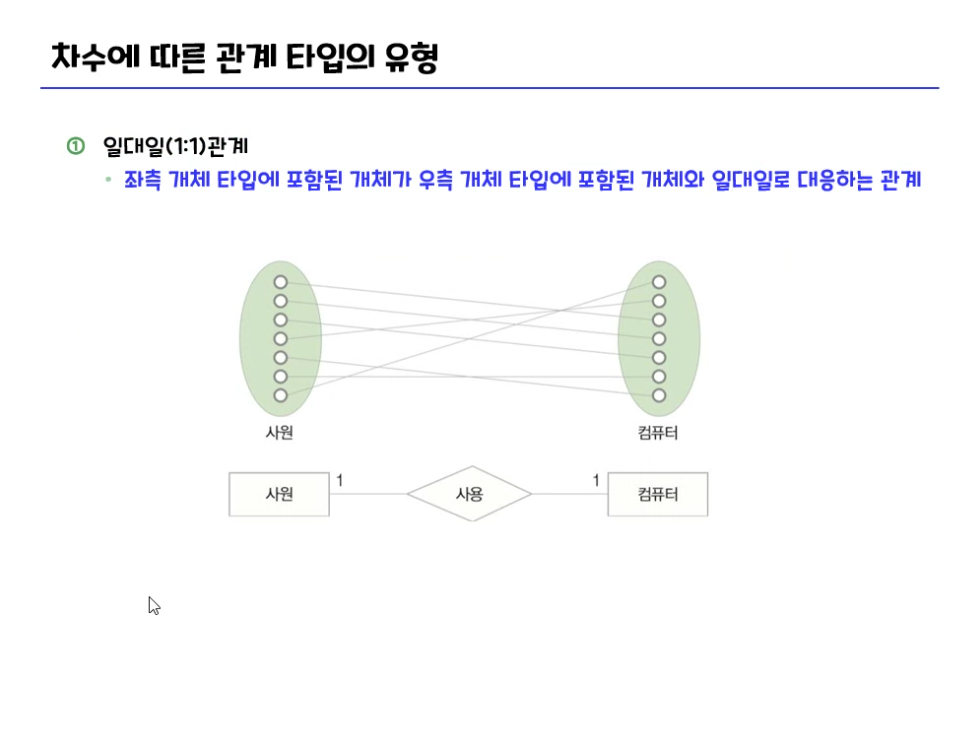 차수에 따른 관계 타입의 유형
① 일대일(1:1)관계
• 좌측 개체 타입에 포함된 개체가 우측 개체 타입에 포함된 개체와 일대일로 대응하는 관계
사원 컴퓨터
사원 1 사용 1 컴퓨터